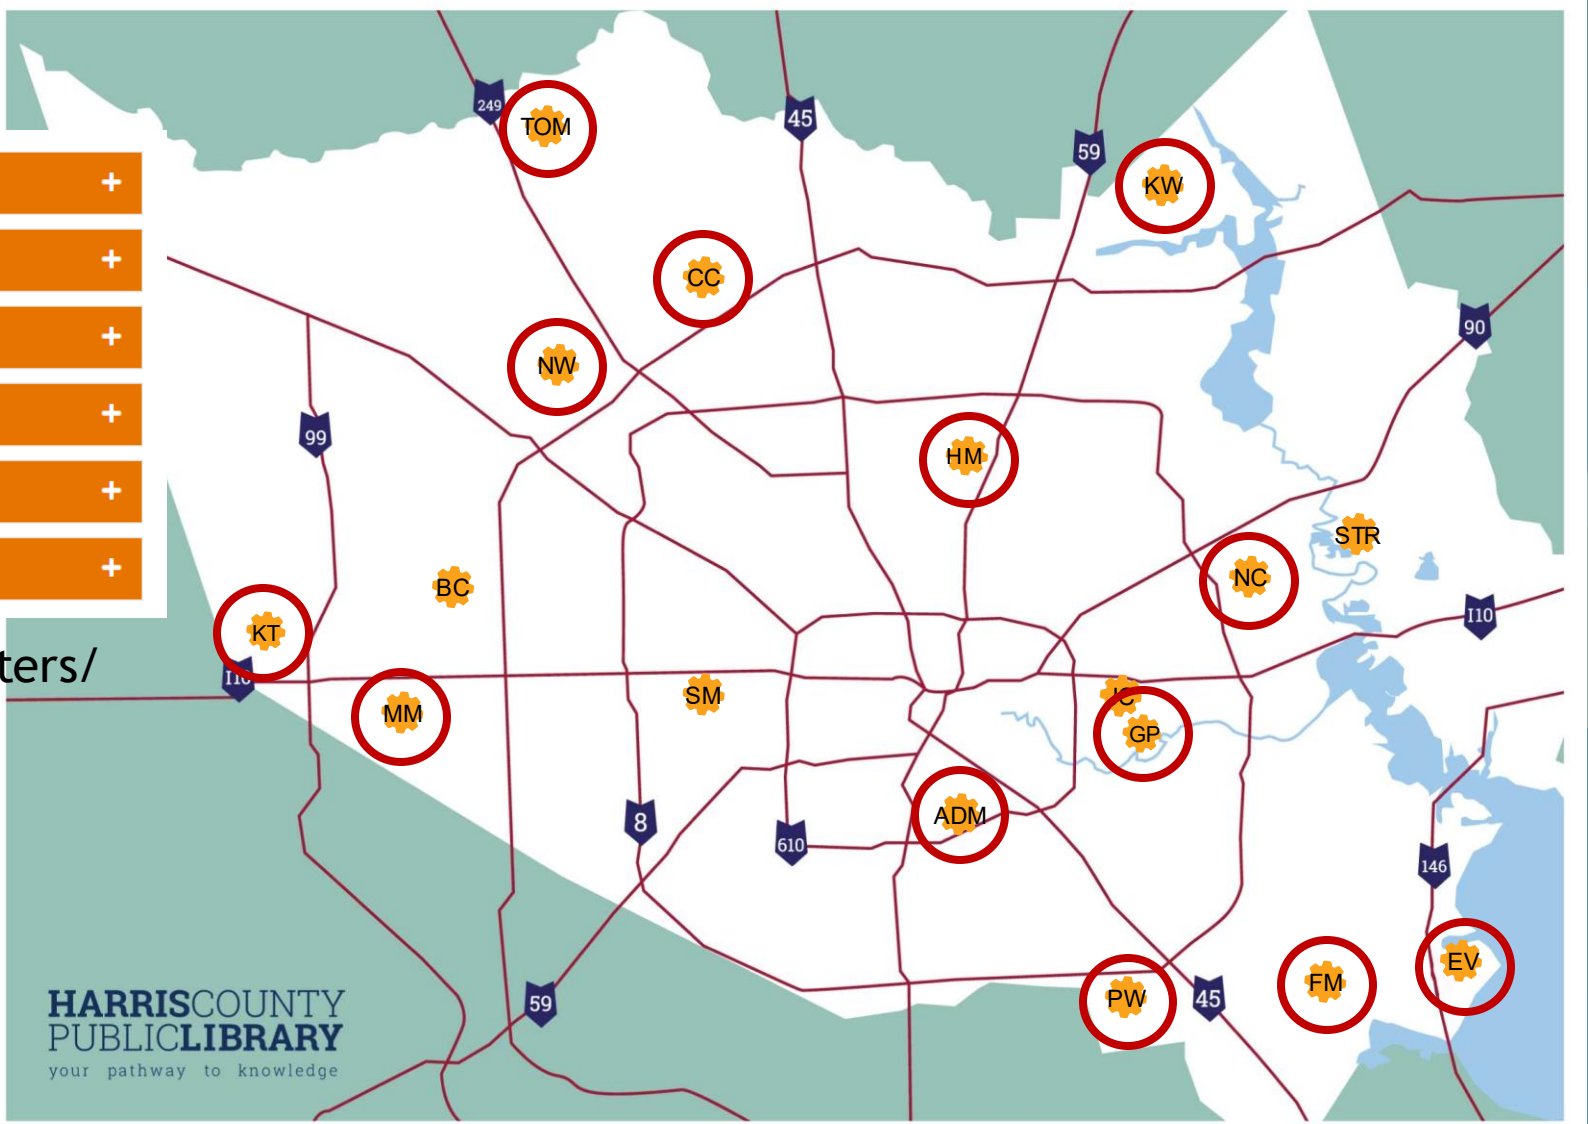 249
TOM
45
59
KW
+
+
CC
90
+
NW
+
99
HM
+
STR
+
NC
BC
I10
KT
ters/
I10
SM
MM
GP
ADM
8
610
146
EV
FM
PW
45
59
HARRISCOUNTY
PUBLICLIBRARY
your pathway to knowledge